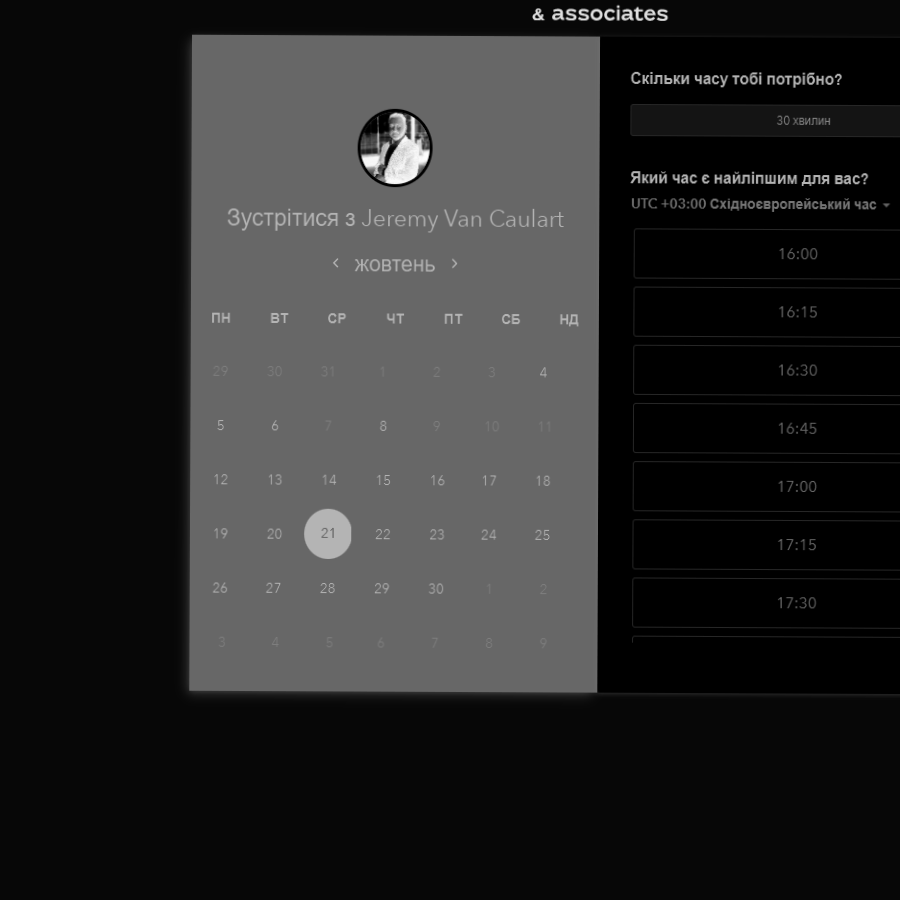 & associates
Зустрітися з Jeremy Van Caulart
жовтень
ПН ВТ СР ЧТ ПТ СБ НД
29 30 31 1 2 3 4
5 6 7 8 9 10 11
12 13 14 15 16 17 18
19 20 21 22 23 24 25
26 27 28 29 30 1 2
3 4 5 6 7 8 9
Скільки часу тобі потрібно?
30 хвилин
Який час є найліпшим для вас?
UTC +03:00 Східноєвропейський час
16:00
16:15
16:30
16:45
17:00
17:15
17:30